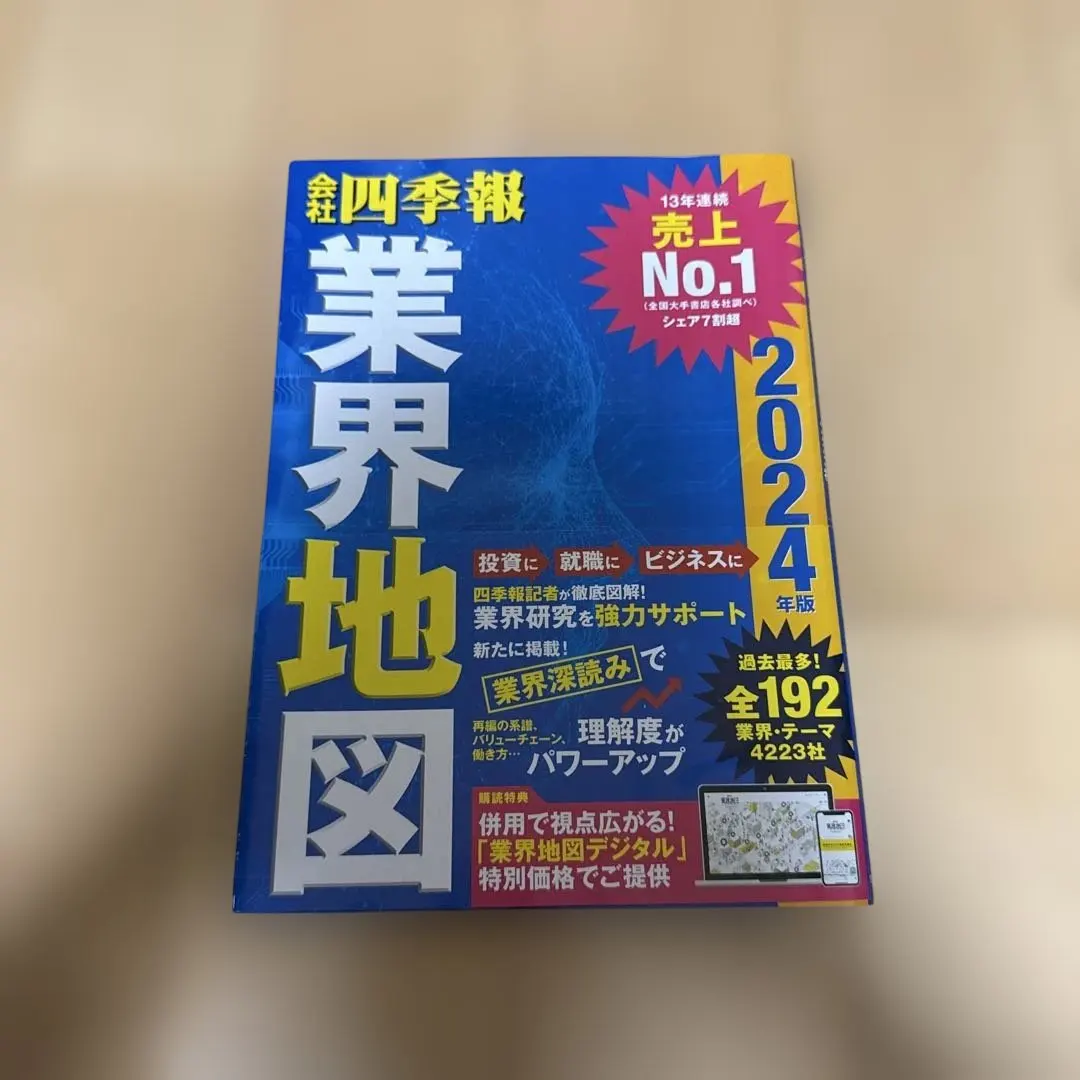 会社四季報
業界地図
13年連続
売上
No.1
(全国大手書店各社調べ)
シェア7割超
2024年版
投資に 就職に ビジネスに
四季報記者が徹底図解!
業界研究を強力サポート
新たに掲載!
業界深読みで
再編の系譜、
バリューチェーン、
働き方…
理解度が
パワーアップ
過去最多!
全192
業界・テーマ
4223社
購読特典
併用で視点広がる!
「業界地図デジタル」
特別価格でご提供